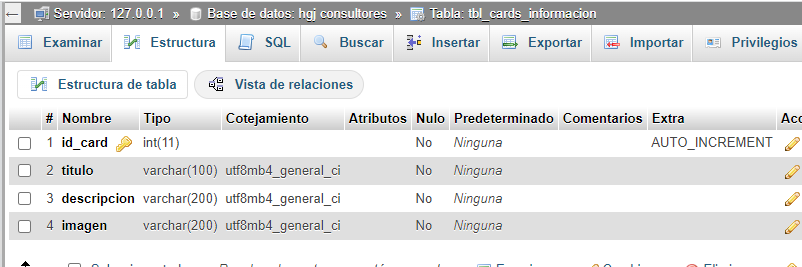 Servidor: 127.0.0.1 » Base de datos: hgj consultores » Tabla: tbl_cards_informacion
Examinar Estructura SQL Buscar Insertar Exportar Importar Privilegios
Estructura de tabla Vista de relaciones
# Nombre Tipo Cotejamiento Atributos Nulo Predeterminado Comentarios Extra Acc
1 id_card int(11) No Ninguna AUTO_INCREMENT
2 titulo varchar(100) utf8mb4_general_ci No Ninguna
3 descripcion varchar(200) utf8mb4_general_ci No Ninguna
4 imagen varchar(200) utf8mb4_general_ci No Ninguna